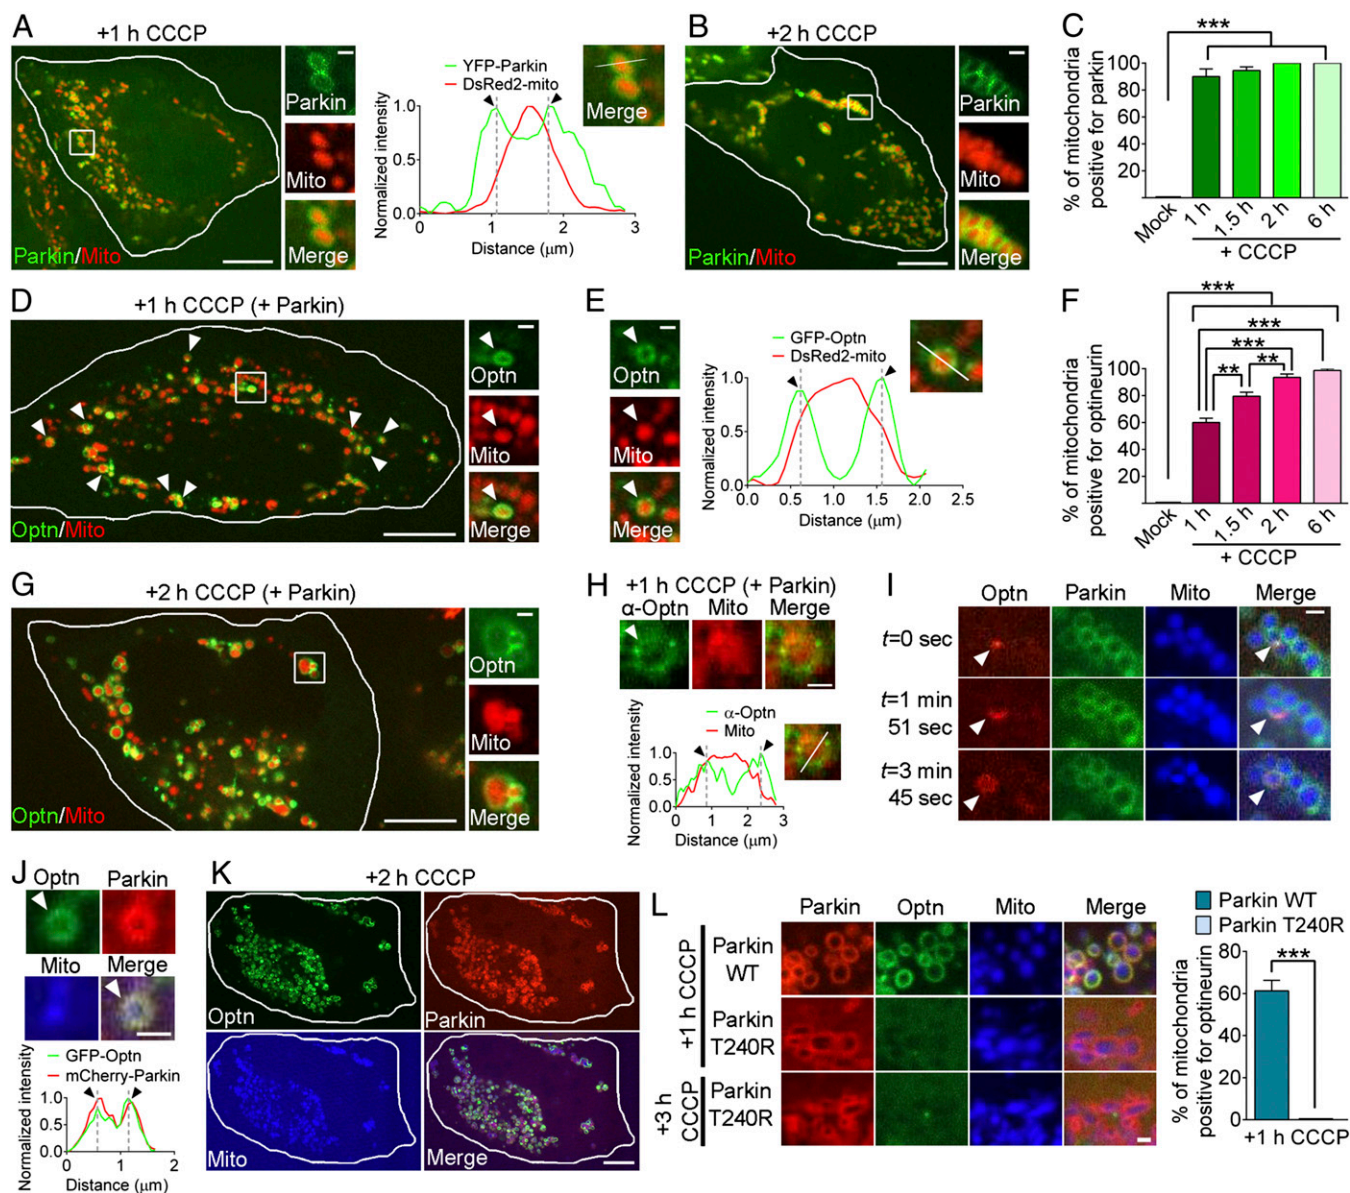 A
+1 h CCCP
Parkin
Mito
Merge
Parkin/Mito
YFP-Parkin
DsRed2-mito
Merge
Normalized intensity
1.0
0.5
0.0
0 1 2 3
Distance (μm)
B
+2 h CCCP
Parkin
Mito
Merge
Parkin/Mito
C
***
% of mitochondria
positive for parkin
100
80
60
40
20
Mock 1 h 1.5 h 2 h 6 h
+ CCCP
D
+1 h CCCP (+ Parkin)
Optn
Mito
Merge
Optn/Mito
E
Optn
Mito
Merge
GFP-Optn
DsRed2-mito
Normalized intensity
1.0
0.5
0.0
0.0 0.5 1.0 1.5 2.0 2.5
Distance (μm)
F
***
***
***
** **
% of mitochondria
positive for optineurin
100
80
60
40
20
Mock 1 h 1.5 h 2 h 6 h
+ CCCP
G
+2 h CCCP (+ Parkin)
Optn
Mito
Merge
Optn/Mito
H
+1 h CCCP (+ Parkin)
α-Optn Mito Merge
α-Optn
Mito
Normalized intensity
1.0
0.5
0.0
0 1 2 3
Distance (μm)
I
Optn Parkin Mito Merge
t=0 sec
t=1 min
51 sec
t=3 min
45 sec
J
Optn Parkin
Mito Merge
GFP-Optn
mCherry-Parkin
Normalized intensity
1.0
0.5
0.0
0 1 2
Distance (μm)
K
+2 h CCCP
Optn
Parkin
Mito
Merge
L
Parkin Optn Mito Merge
+1 h CCCP
Parkin
WT
Parkin
T240R
+3 h
CCCP
Parkin
T240R
Parkin WT
Parkin T240R
***
% of mitochondria
positive for optineurin
80
60
40
20
0
+1 h CCCP